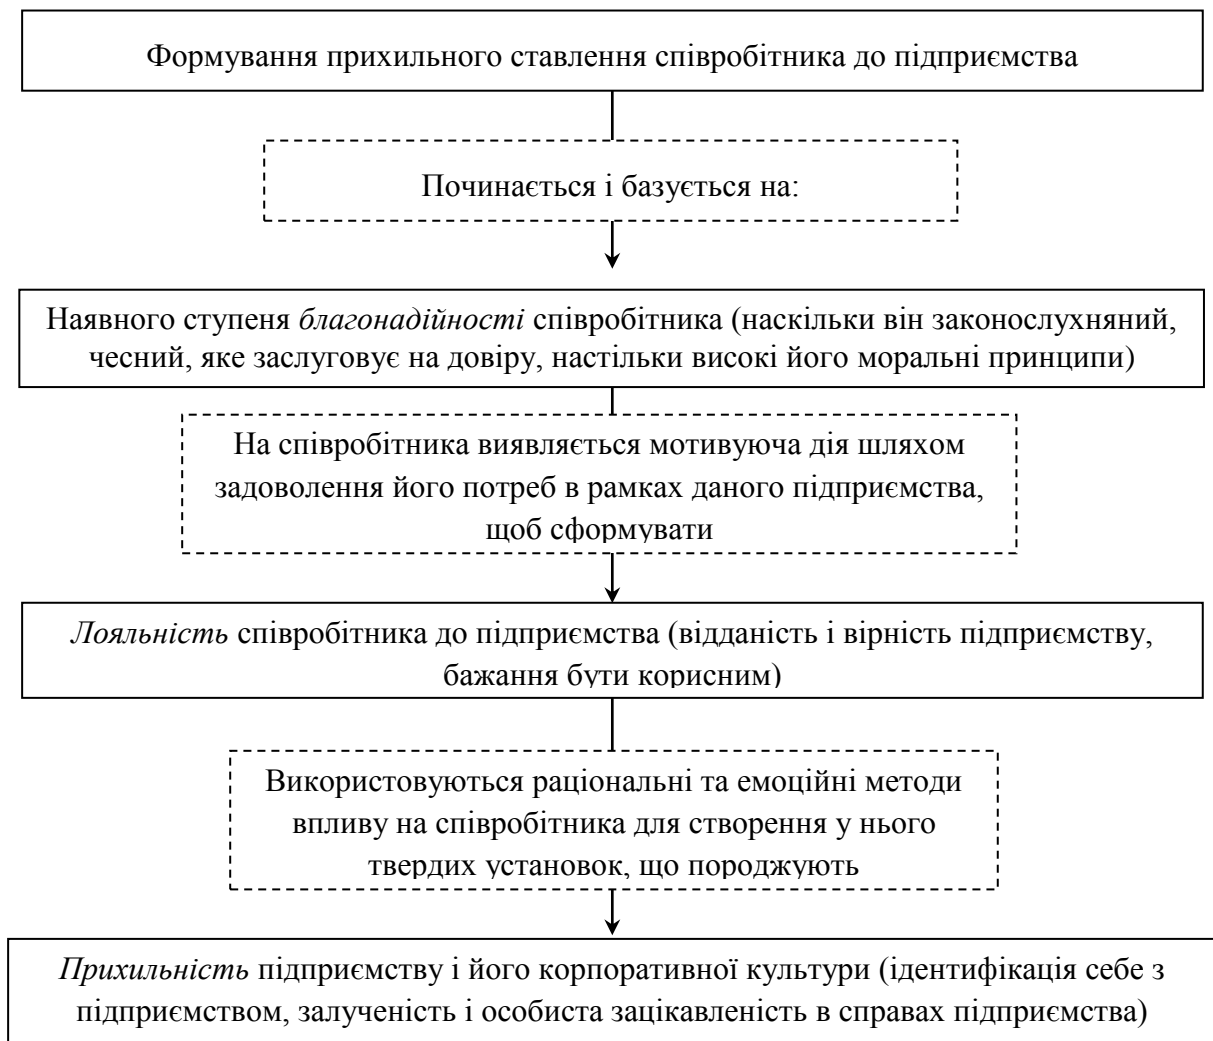 Формування прихильного ставлення співробітника до підприємства
Починається і базується на:
Наявного ступеня благонадійності співробітника (наскільки він законослухняний,
чесний, яке заслуговує на довіру, настільки високі його моральні принципи)
На співробітника виявляється мотивуюча дія шляхом
задоволення його потреб в рамках даного підприємства,
щоб сформувати
Лояльність співробітника до підприємства (відданість і вірність підприємству,
бажання бути корисним)
Використовуються раціональні та емоційні методи
впливу на співробітника для створення у нього
твердих установок, що породжують
Прихильність підприємству і його корпоративної культури (ідентифікація себе з
підприємством, залученість і особиста зацікавленість в справах підприємства)